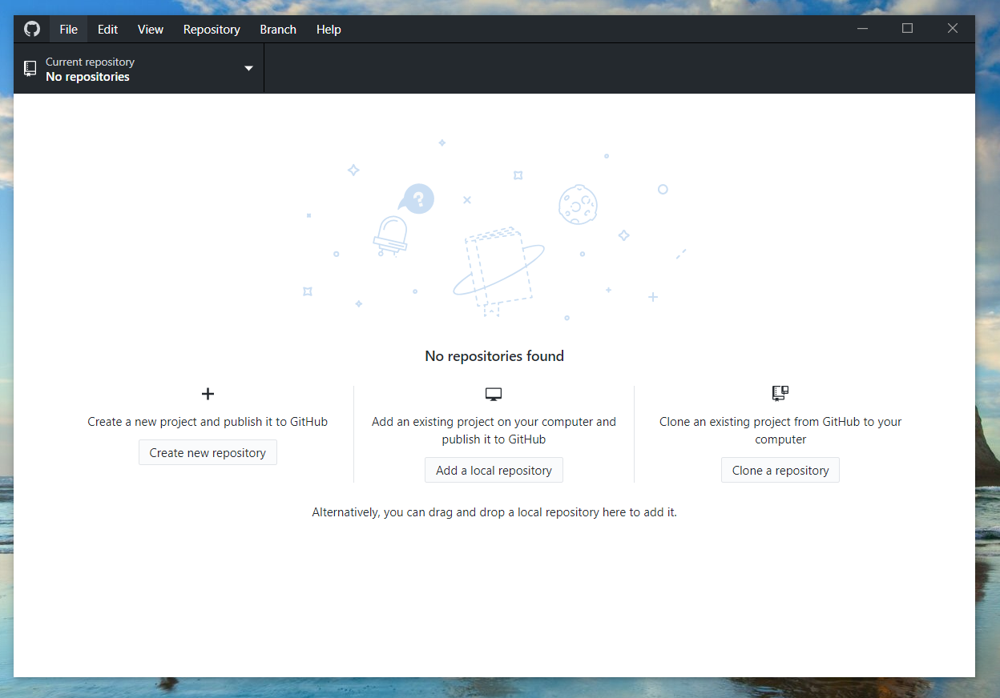 File Edit View Repository Branch Help
Current repository
No repositories
?
No repositories found
Create a new project and publish it to GitHub
Create new repository
Add an existing project on your computer and
publish it to GitHub
Add a local repository
Clone an existing project from GitHub to your
computer
Clone a repository
Alternatively, you can drag and drop a local repository here to add it.